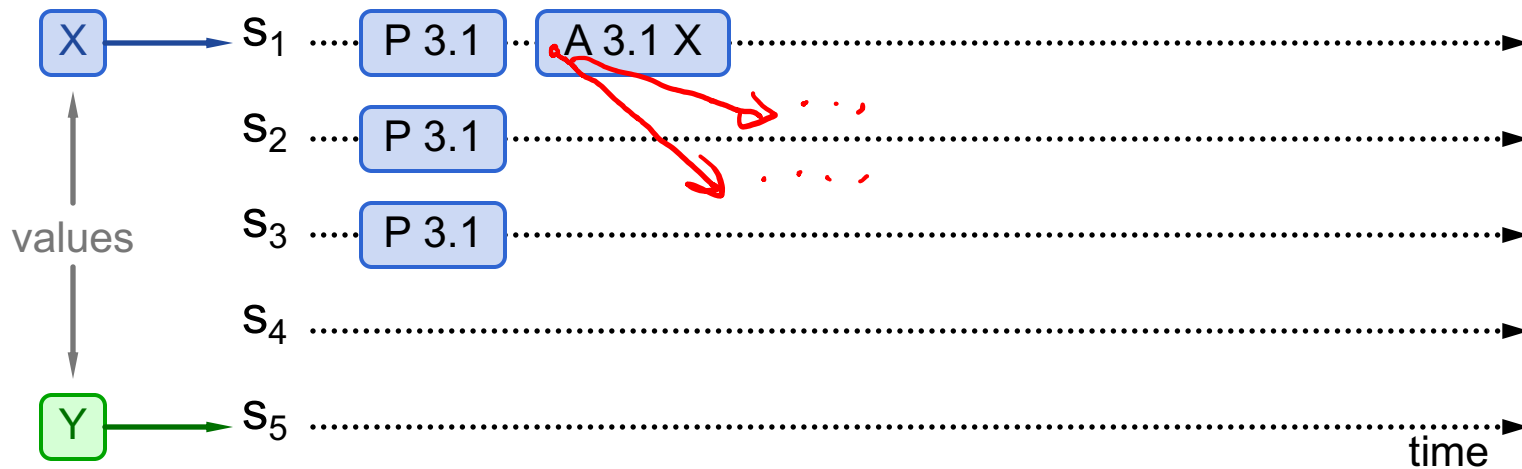 X s1 P 3.1 A 3.1 X
s2 P 3.1
values s3 P 3.1
s4
Y s5
time